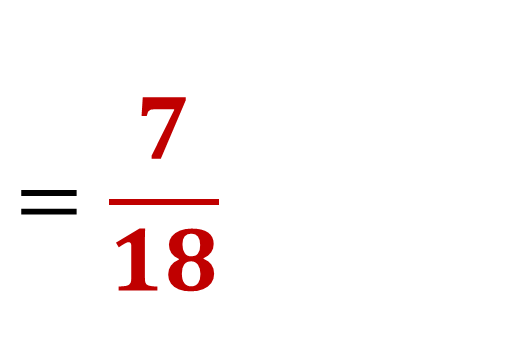 = 7/18